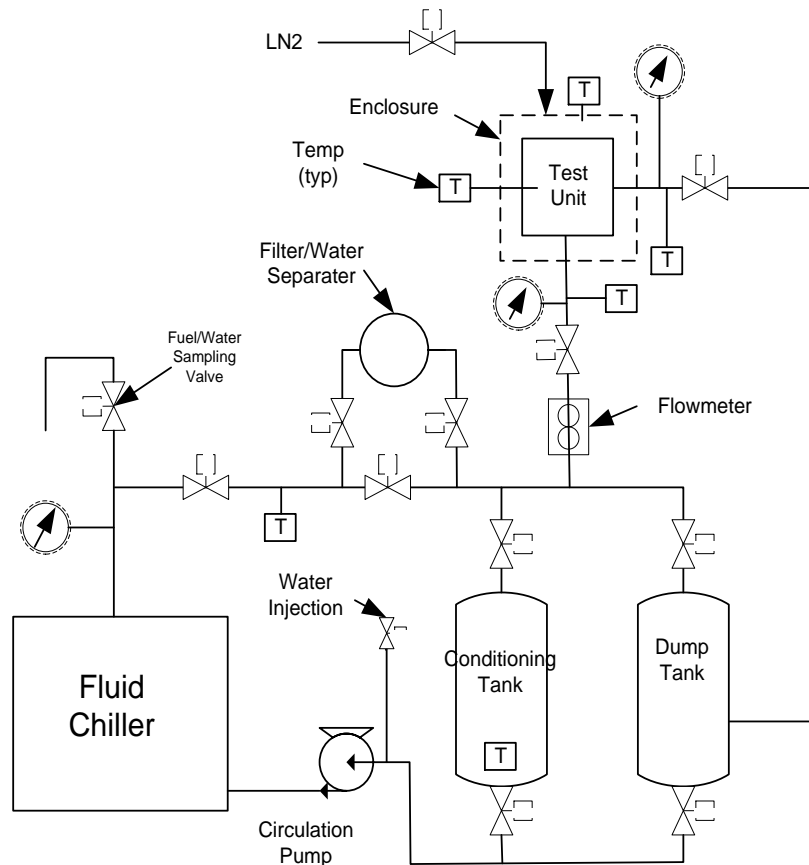 LN2
T
Enclosure
Temp
(typ)
T
Test
Unit
T
T
Filter/Water
Separater
Fuel/Water
Sampling
Valve
Flowmeter
T
Water
Injection
Conditioning
Tank
Dump
Tank
Fluid
Chiller
T
Circulation
Pump